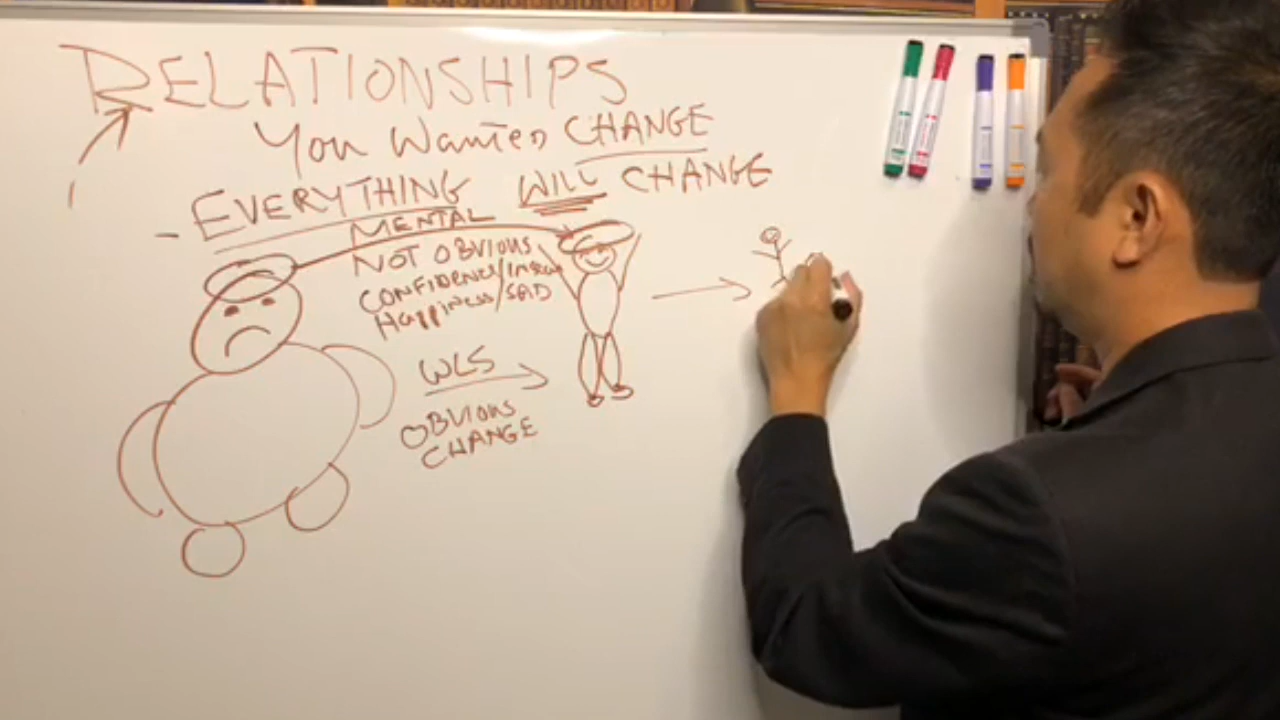 RELATIONSHIPS
You Wanted CHANGE
- EVERYTHING WILL CHANGE
MENTAL
NOT OBVIOUS
CONFIDENCE/
Happiness/SAD
WLS
OBVIOUS
CHANGE